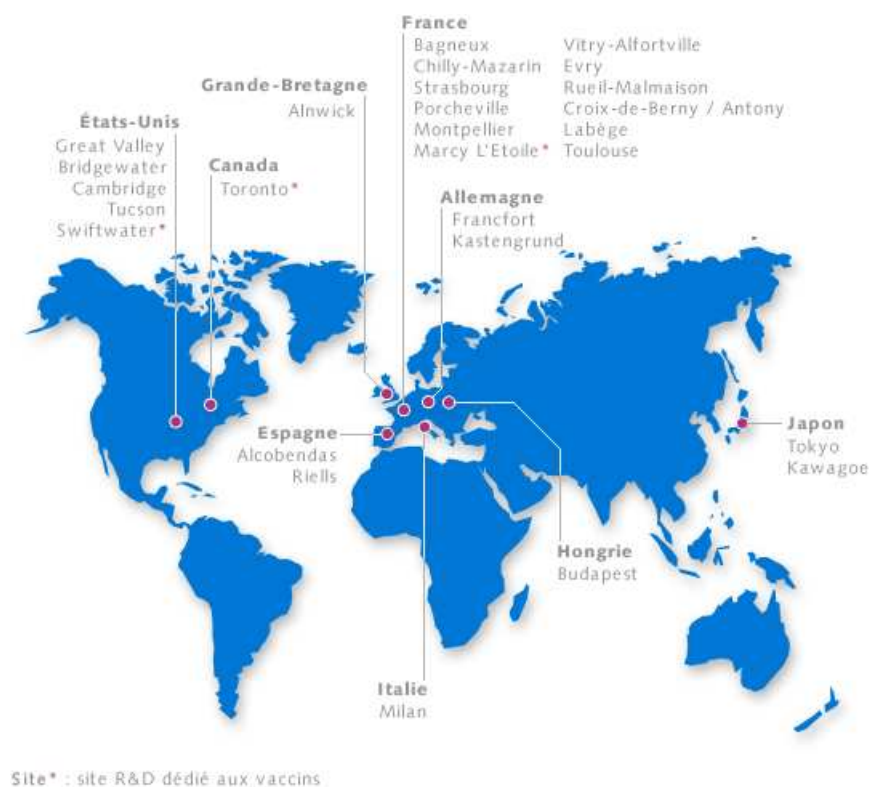 France
Bagneux Vitry-Alfortville
Chilly-Mazarin Evry
Strasbourg Rueil-Malmaison
Porcheville Croix-de-Berny / Antony
Montpellier Labège
Marcy L'Etoile* Toulouse
Grande-Bretagne
Alnwick
États-Unis
Great Valley
Bridgewater
Cambridge
Tucson
Swiftwater*
Canada
Toronto*
Allemagne
Francfort
Kastengrund
Espagne
Alcobendas
Riells
Japon
Tokyo
Kawagoe
Hongrie
Budapest
Italie
Milan
Site* : site R&D dédié aux vaccins